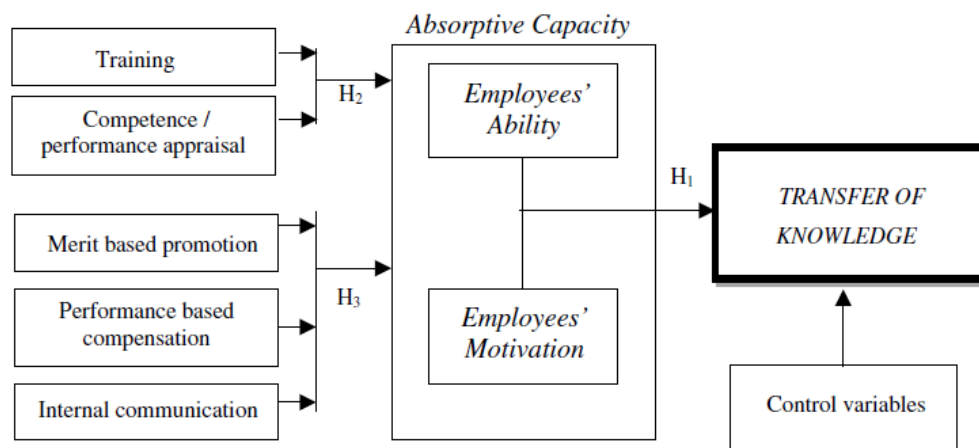 Absorptive Capacity
Training
H₂
Competence /
performance appraisal
Employees’
Ability
H₁
TRANSFER OF
KNOWLEDGE
Merit based promotion
H₃
Performance based
compensation
Employees’
Motivation
Internal communication
Control variables